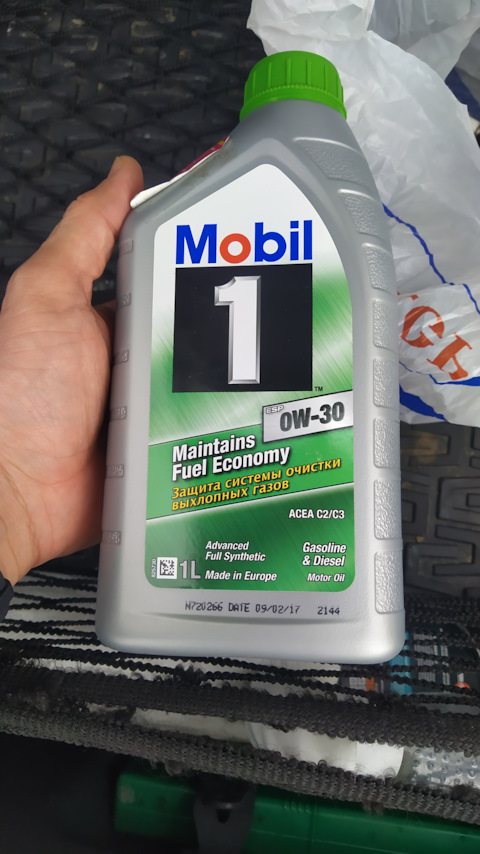 Mobil
1
TM
ESP
0W-30
Maintains
Fuel Economy
Защита системы очистки
выхлопных газов
ACEA C2/C3
Advanced
Full Synthetic
Gasoline
& Diesel
1L
Made in Europe
Motor Oil
N720266 DATE 09/02/17 2144